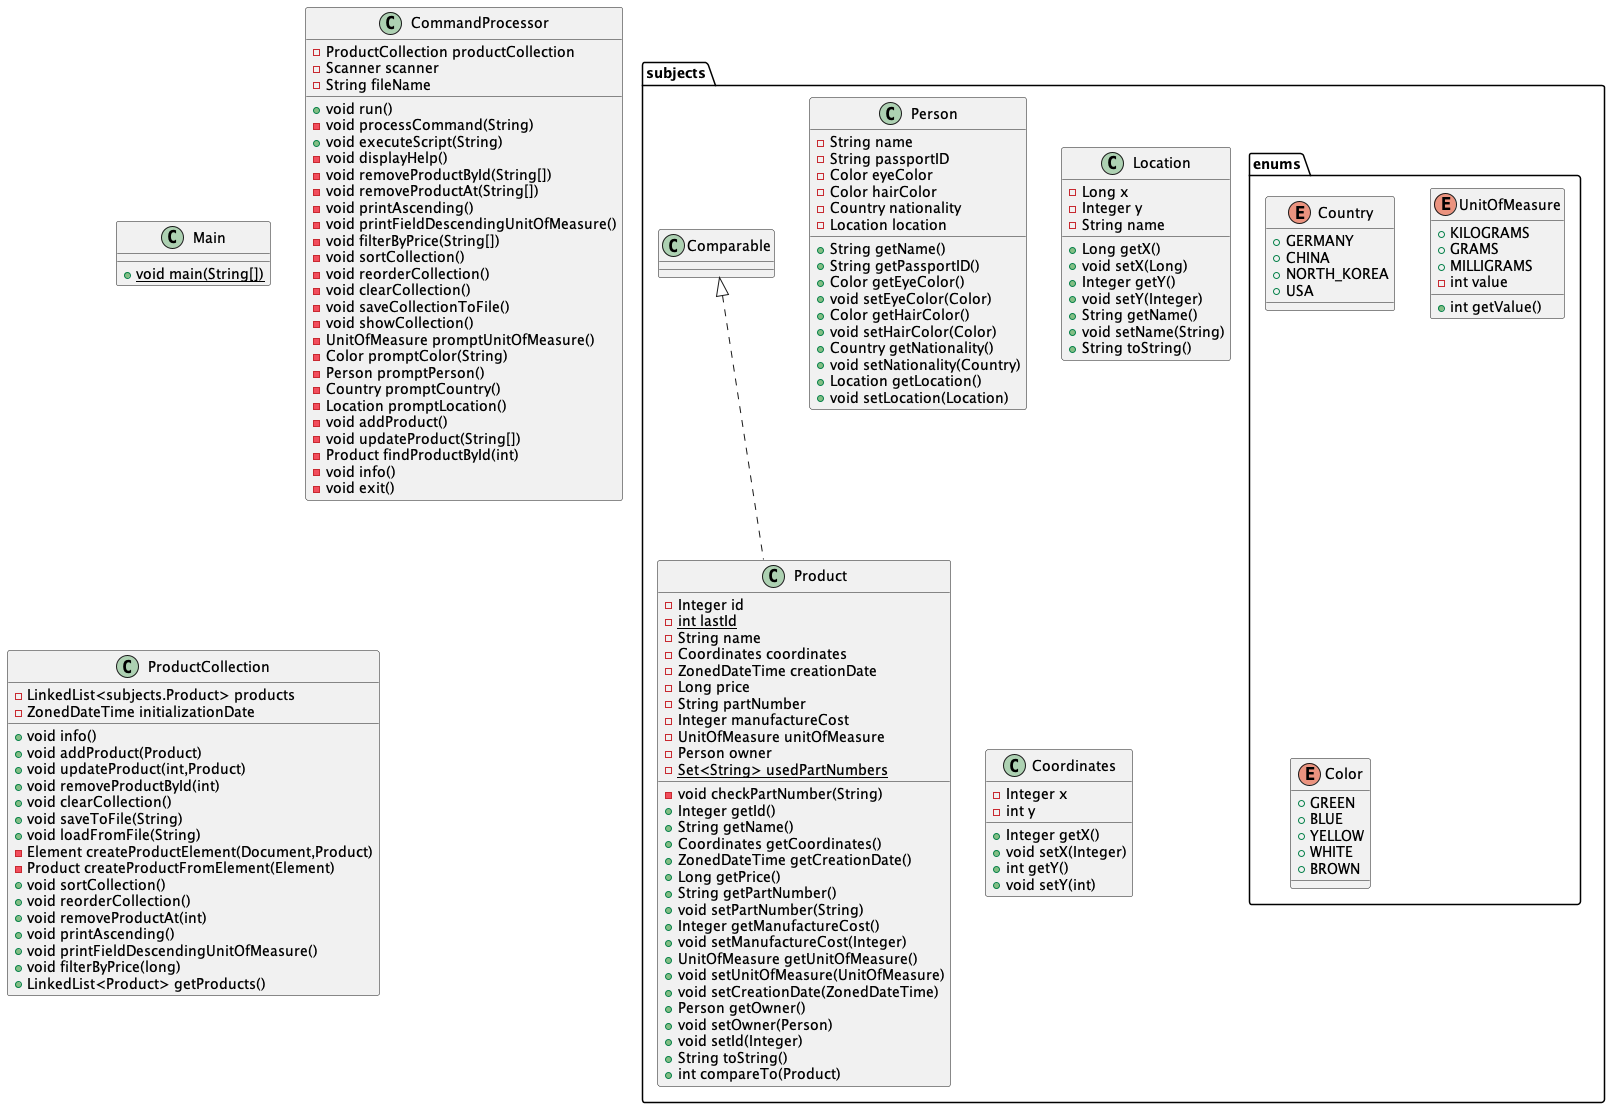 C CommandProcessor
ProductCollection productCollection
Scanner scanner
String fileName
void run()
void processCommand(String)
void executeScript(String)
void displayHelp()
void removeProductById(String[])
void removeProductAt(String[])
void printAscending()
void printFieldDescendingUnitOfMeasure()
void filterByPrice(String[])
void sortCollection()
void reorderCollection()
void clearCollection()
void saveCollectionToFile()
void showCollection()
UnitOfMeasure promptUnitOfMeasure()
Color promptColor(String)
Person promptPerson()
Country promptCountry()
Location promptLocation()
void addProduct()
void updateProduct(String[])
Product findProductById(int)
void info()
void exit()
C Main
void main(String[])
subjects
C Person
String name
String passportID
Color eyeColor
Color hairColor
Country nationality
Location location
String getName()
String getPassportID()
Color getEyeColor()
void setEyeColor(Color)
Color getHairColor()
void setHairColor(Color)
Country getNationality()
void setNationality(Country)
Location getLocation()
void setLocation(Location)
C Location
Long x
Integer y
String name
Long getX()
void setX(Long)
Integer getY()
void setY(Integer)
String getName()
void setName(String)
String toString()
enums
E Country
GERMANY
CHINA
NORTH_KOREA
USA
E UnitOfMeasure
KILOGRAMS
GRAMS
MILLIGRAMS
int value
int getValue()
C Comparable
C Product
Integer id
int lastId
String name
Coordinates coordinates
ZonedDateTime creationDate
Long price
String partNumber
Integer manufactureCost
UnitOfMeasure unitOfMeasure
Person owner
Set<String> usedPartNumbers
void checkPartNumber(String)
Integer getId()
String getName()
Coordinates getCoordinates()
ZonedDateTime getCreationDate()
Long getPrice()
String getPartNumber()
void setPartNumber(String)
Integer getManufactureCost()
void setManufactureCost(Integer)
UnitOfMeasure getUnitOfMeasure()
void setUnitOfMeasure(UnitOfMeasure)
void setCreationDate(ZonedDateTime)
Person getOwner()
void setOwner(Person)
void setId(Integer)
String toString()
int compareTo(Product)
C ProductCollection
LinkedList<subjects.Product> products
ZonedDateTime initializationDate
void info()
void addProduct(Product)
void updateProduct(int,Product)
void removeProductById(int)
void clearCollection()
void saveToFile(String)
void loadFromFile(String)
Element createProductElement(Document,Product)
Product createProductFromElement(Element)
void sortCollection()
void reorderCollection()
void removeProductAt(int)
void printAscending()
void printFieldDescendingUnitOfMeasure()
void filterByPrice(long)
LinkedList<Product> getProducts()
C Coordinates
Integer x
int y
Integer getX()
void setX(Integer)
int getY()
void setY(int)
E Color
GREEN
BLUE
YELLOW
WHITE
BROWN